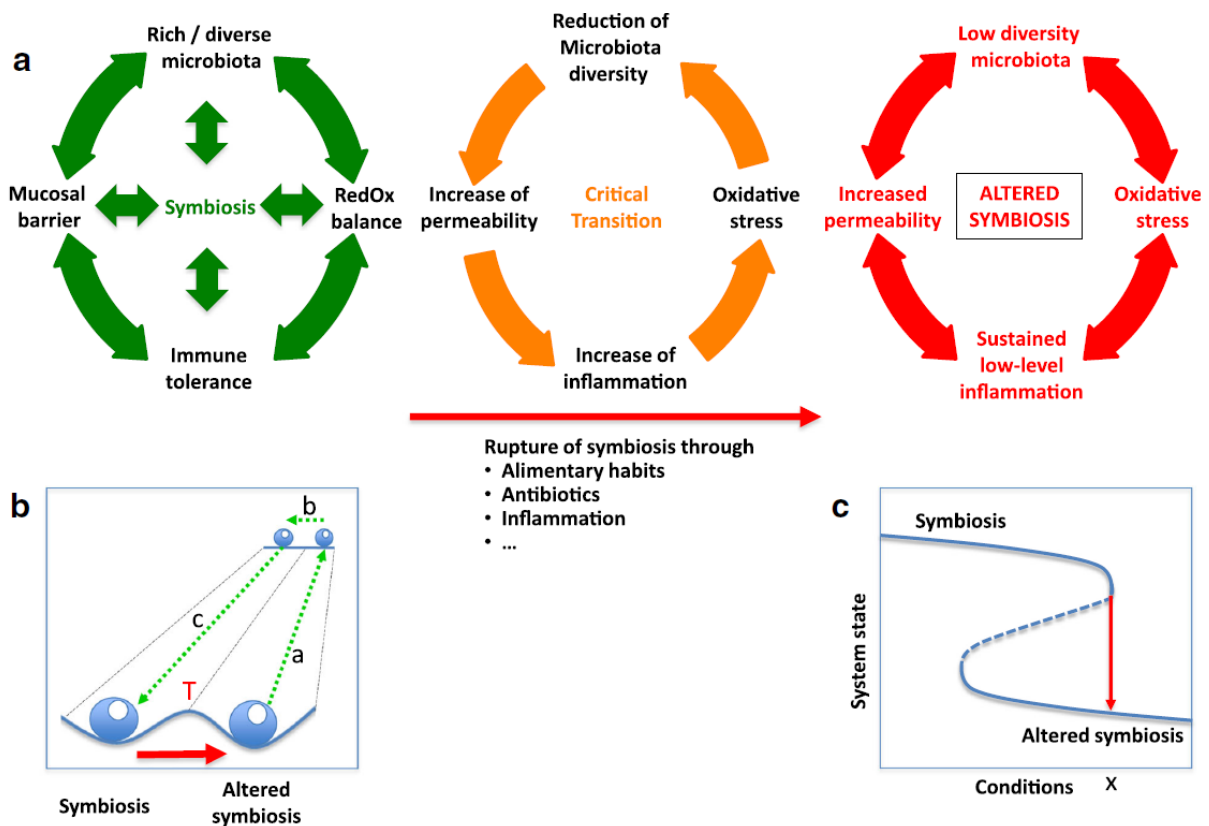 a
Rich / diverse
microbiota
Mucosal
barrier
Symbiosis
RedOx
balance
Immune
tolerance
Reduction of
Microbiota
diversity
Increase of
permeability
Critical
Transition
Oxidative
stress
Increase of
inflammation
Low diversity
microbiota
Increased
permeability
ALTERED
SYMBIOSIS
Oxidative
stress
Sustained
low-level
inflammation
Rupture of symbiosis through
• Alimentary habits
• Antibiotics
• Inflammation
• ...
b
b
c
a
T
Symbiosis
Altered
symbiosis
c
Symbiosis
System state
Altered symbiosis
Conditions
X